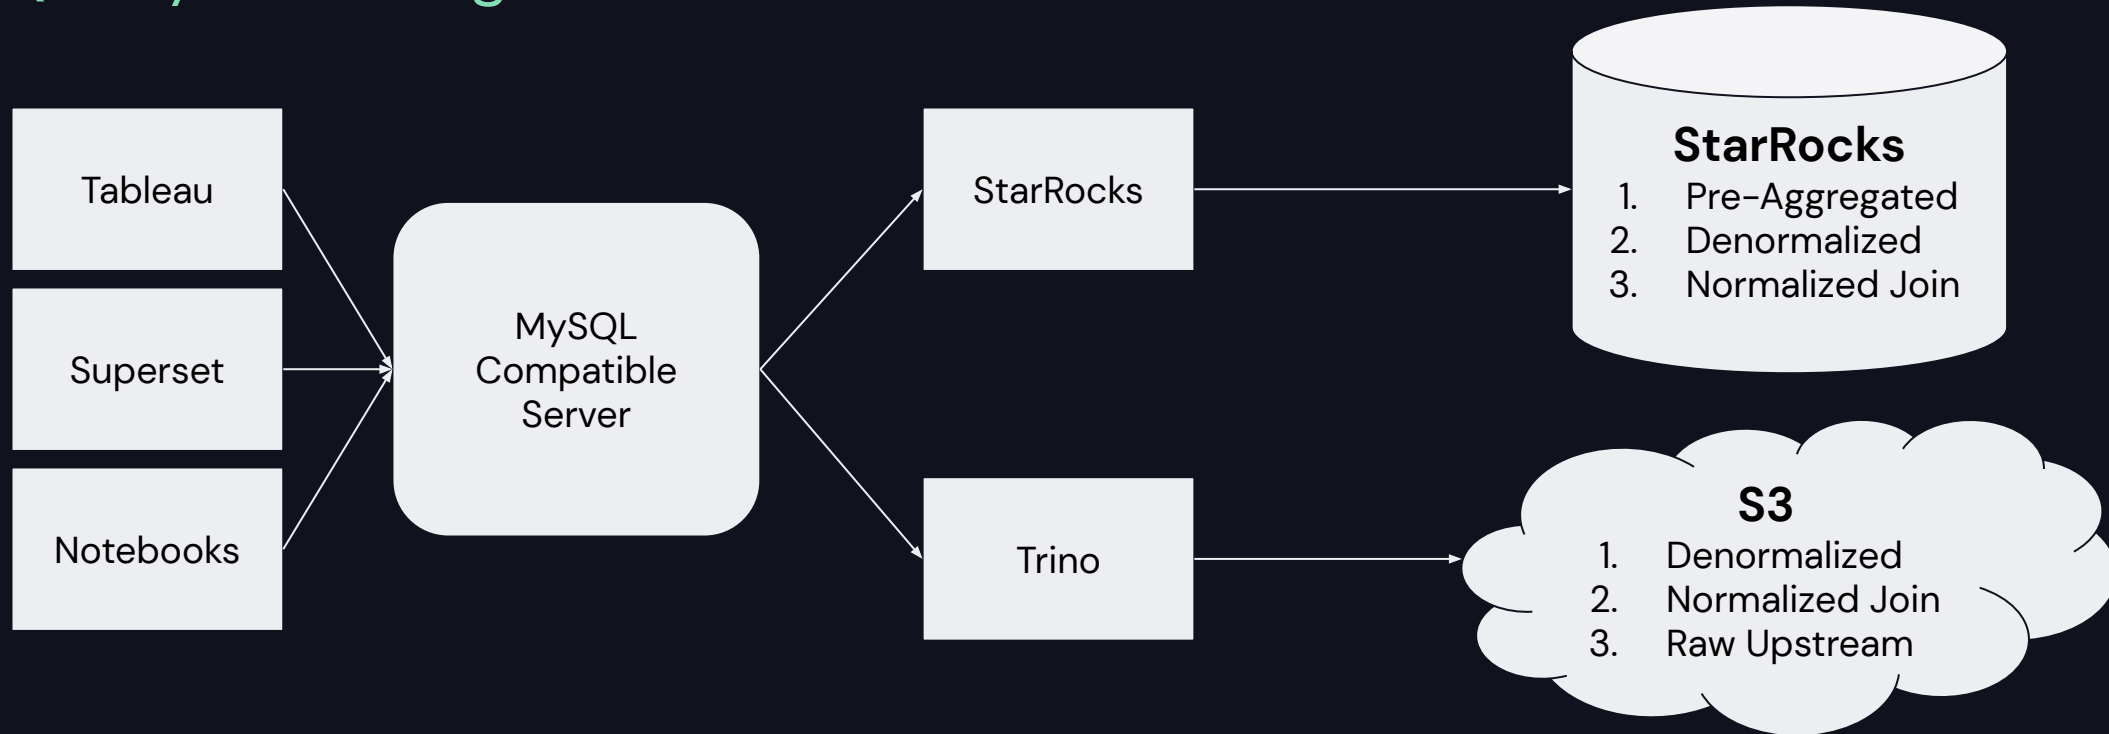 Tableau
Superset
Notebooks
MySQL
Compatible
Server
StarRocks
Trino
StarRocks
1. Pre-Aggregated
2. Denormalized
3. Normalized Join
S3
1. Denormalized
2. Normalized Join
3. Raw Upstream